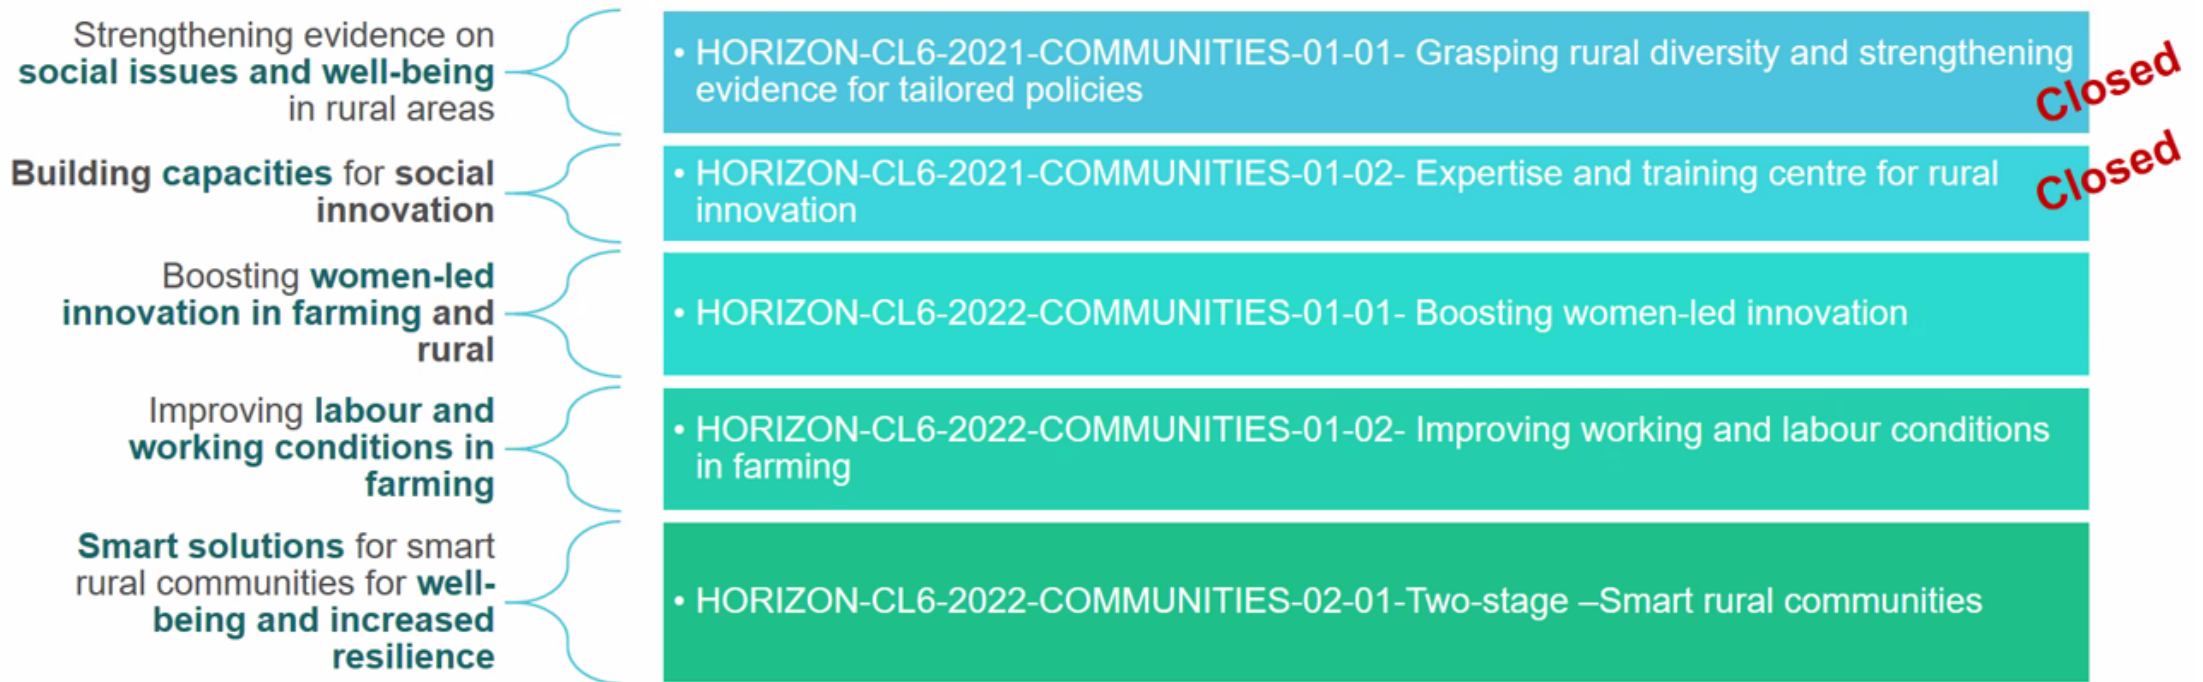 Strengthening evidence on
social issues and well-being
in rural areas
• HORIZON-CL6-2021-COMMUNITIES-01-01- Grasping rural diversity and strengthening
evidence for tailored policies
Closed
Building capacities for social
innovation
• HORIZON-CL6-2021-COMMUNITIES-01-02- Expertise and training centre for rural
innovation
Closed
Boosting women-led
innovation in farming and
rural
• HORIZON-CL6-2022-COMMUNITIES-01-01- Boosting women-led innovation
Improving labour and
working conditions in
farming
• HORIZON-CL6-2022-COMMUNITIES-01-02- Improving working and labour conditions
in farming
Smart solutions for smart
rural communities for well-
being and increased
resilience
• HORIZON-CL6-2022-COMMUNITIES-02-01-Two-stage –Smart rural communities